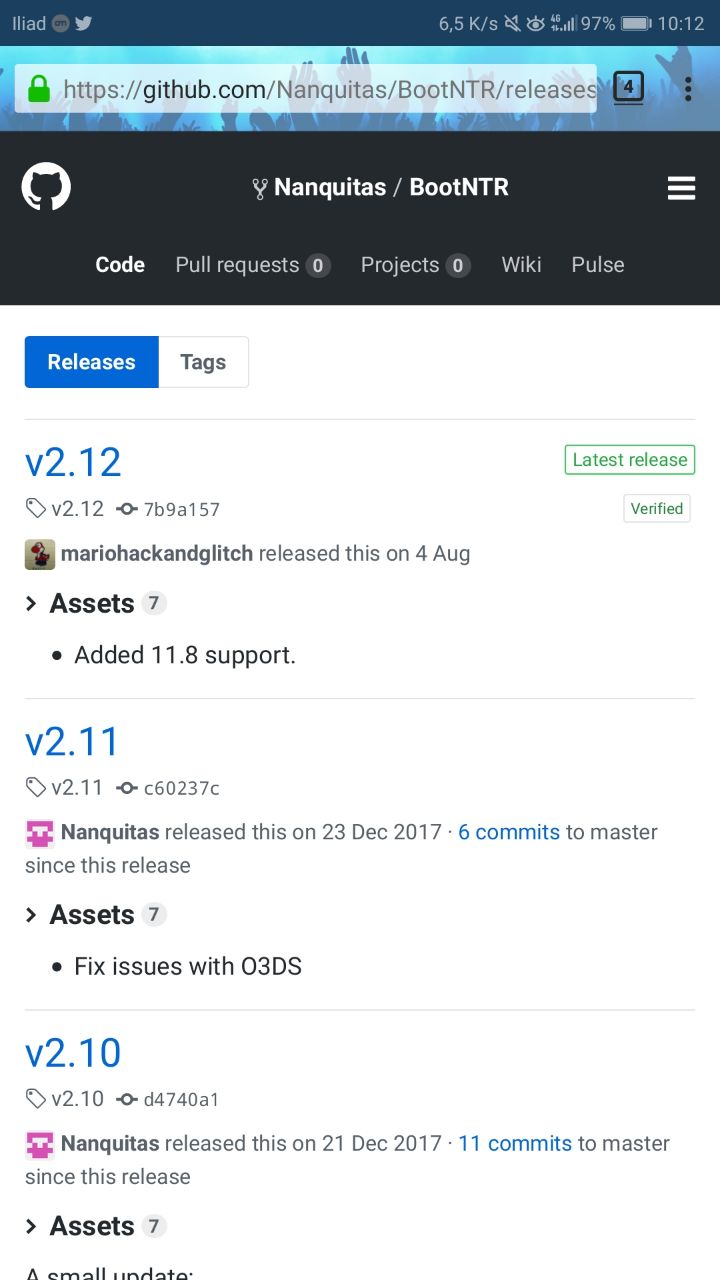 Iliad 6,5 K/s 4G 97% 10:12
https://github.com/Nanquitas/BootNTR/releases 4
Nanquitas / BootNTR
Code Pull requests 0 Projects 0 Wiki Pulse
Releases Tags
v2.12 Latest release
v2.12 7b9a157 Verified
mariohackandglitch released this on 4 Aug
Assets 7
• Added 11.8 support.
v2.11
v2.11 c60237c
Nanquitas released this on 23 Dec 2017 · 6 commits to master
since this release
Assets 7
• Fix issues with O3DS
v2.10
v2.10 d4740a1
Nanquitas released this on 21 Dec 2017 · 11 commits to master
since this release
Assets 7
A small update: